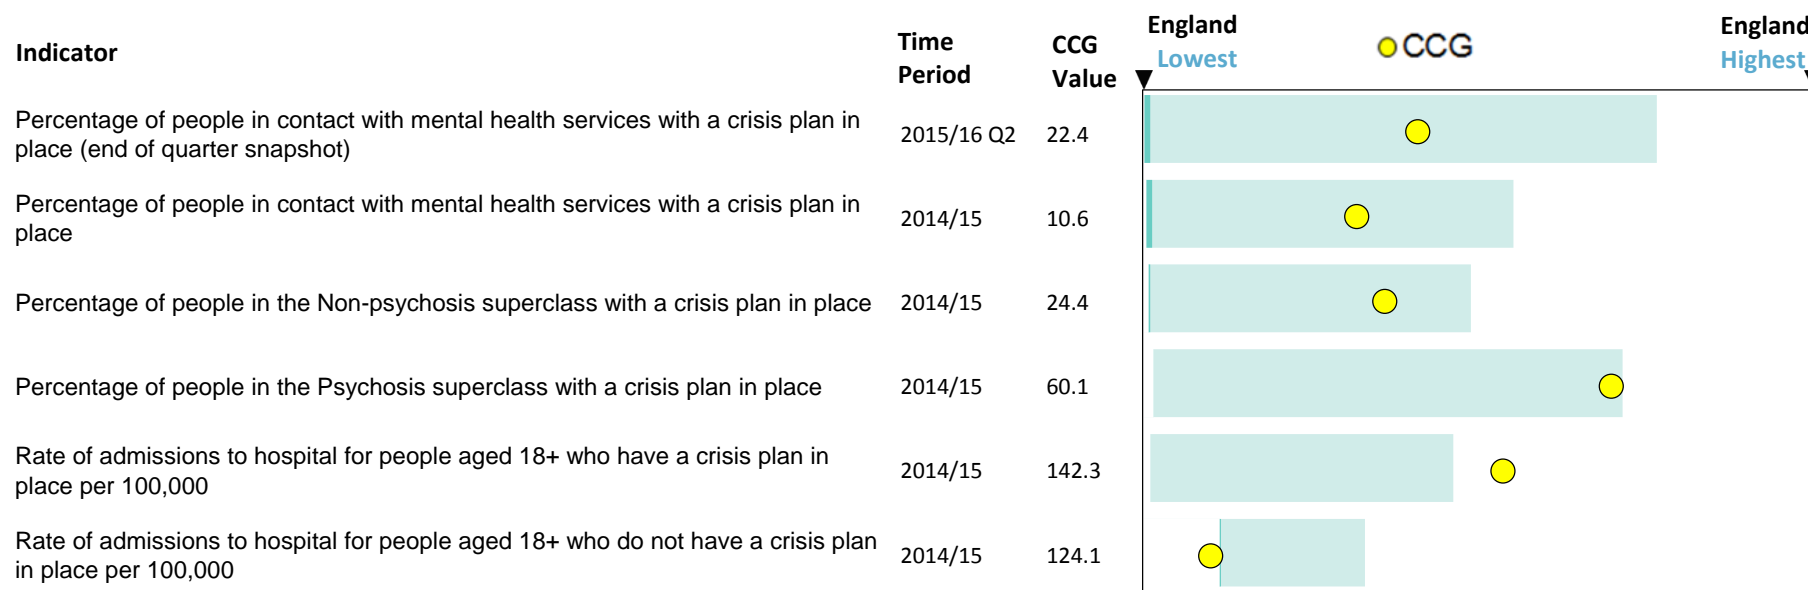 Indicator
Time
Period
CCG
Value
England
Lowest
CCG
England
Highest
Percentage of people in contact with mental health services with a crisis plan in
place (end of quarter snapshot)
2015/16 Q2
22.4
Percentage of people in contact with mental health services with a crisis plan in
place
2014/15
10.6
Percentage of people in the Non-psychosis superclass with a crisis plan in place
2014/15
24.4
Percentage of people in the Psychosis superclass with a crisis plan in place
2014/15
60.1
Rate of admissions to hospital for people aged 18+ who have a crisis plan in
place per 100,000
2014/15
142.3
Rate of admissions to hospital for people aged 18+ who do not have a crisis plan
in place per 100,000
2014/15
124.1